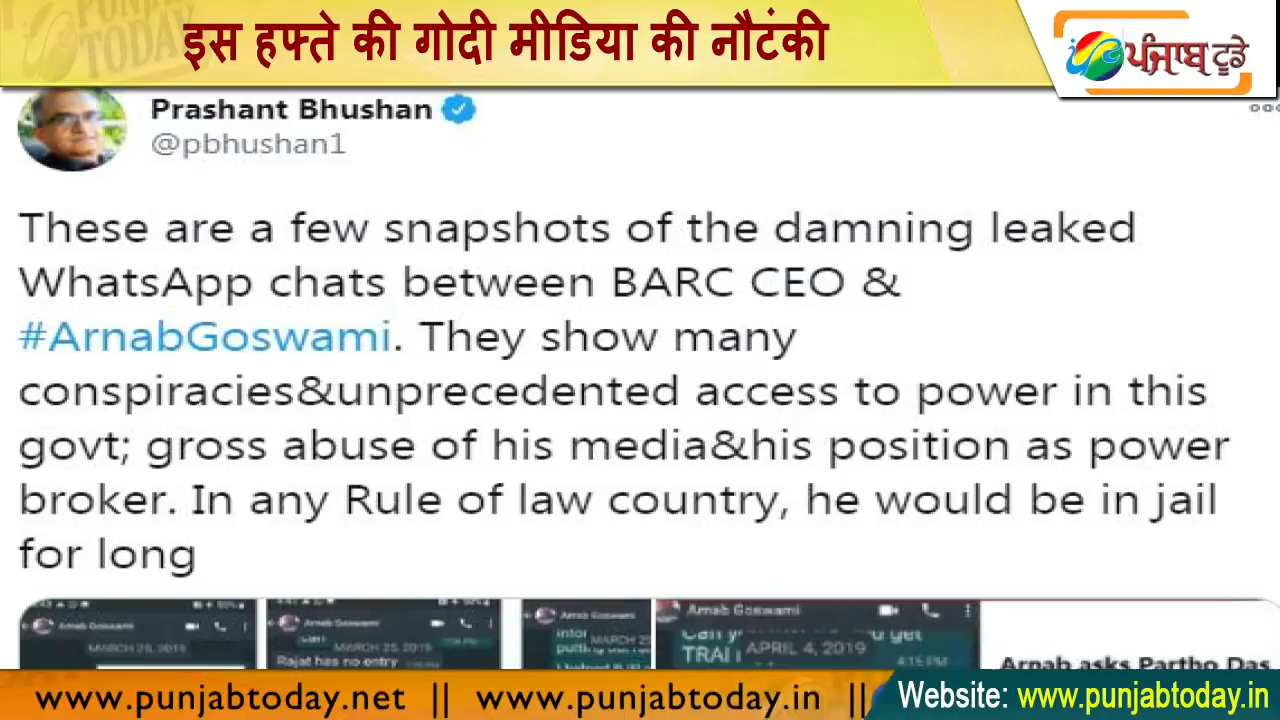 इस हफ्ते की गोदी मीडिया की नौटंकी
ਪੰਜਾਬ ਟੂਡੇ
Prashant Bhushan
@pbhushan1
These are a few snapshots of the damning leaked
WhatsApp chats between BARC CEO &
#ArnabGoswami. They show many
conspiracies&unprecedented access to power in this
govt; gross abuse of his media&his position as power
broker. In any Rule of law country, he would be in jail
for long
Arnab Goswami
MARCH 25, 2019
Rajat has no entry
Arnab Goswami
MARCH 25
Arnab Goswami
get
TRAI
APRIL 4, 2019
4:15 PM
Arnab asks Partho Das
www.punjabtoday.net || www.punjabtoday.in ||
Website: www.punjabtoday.in